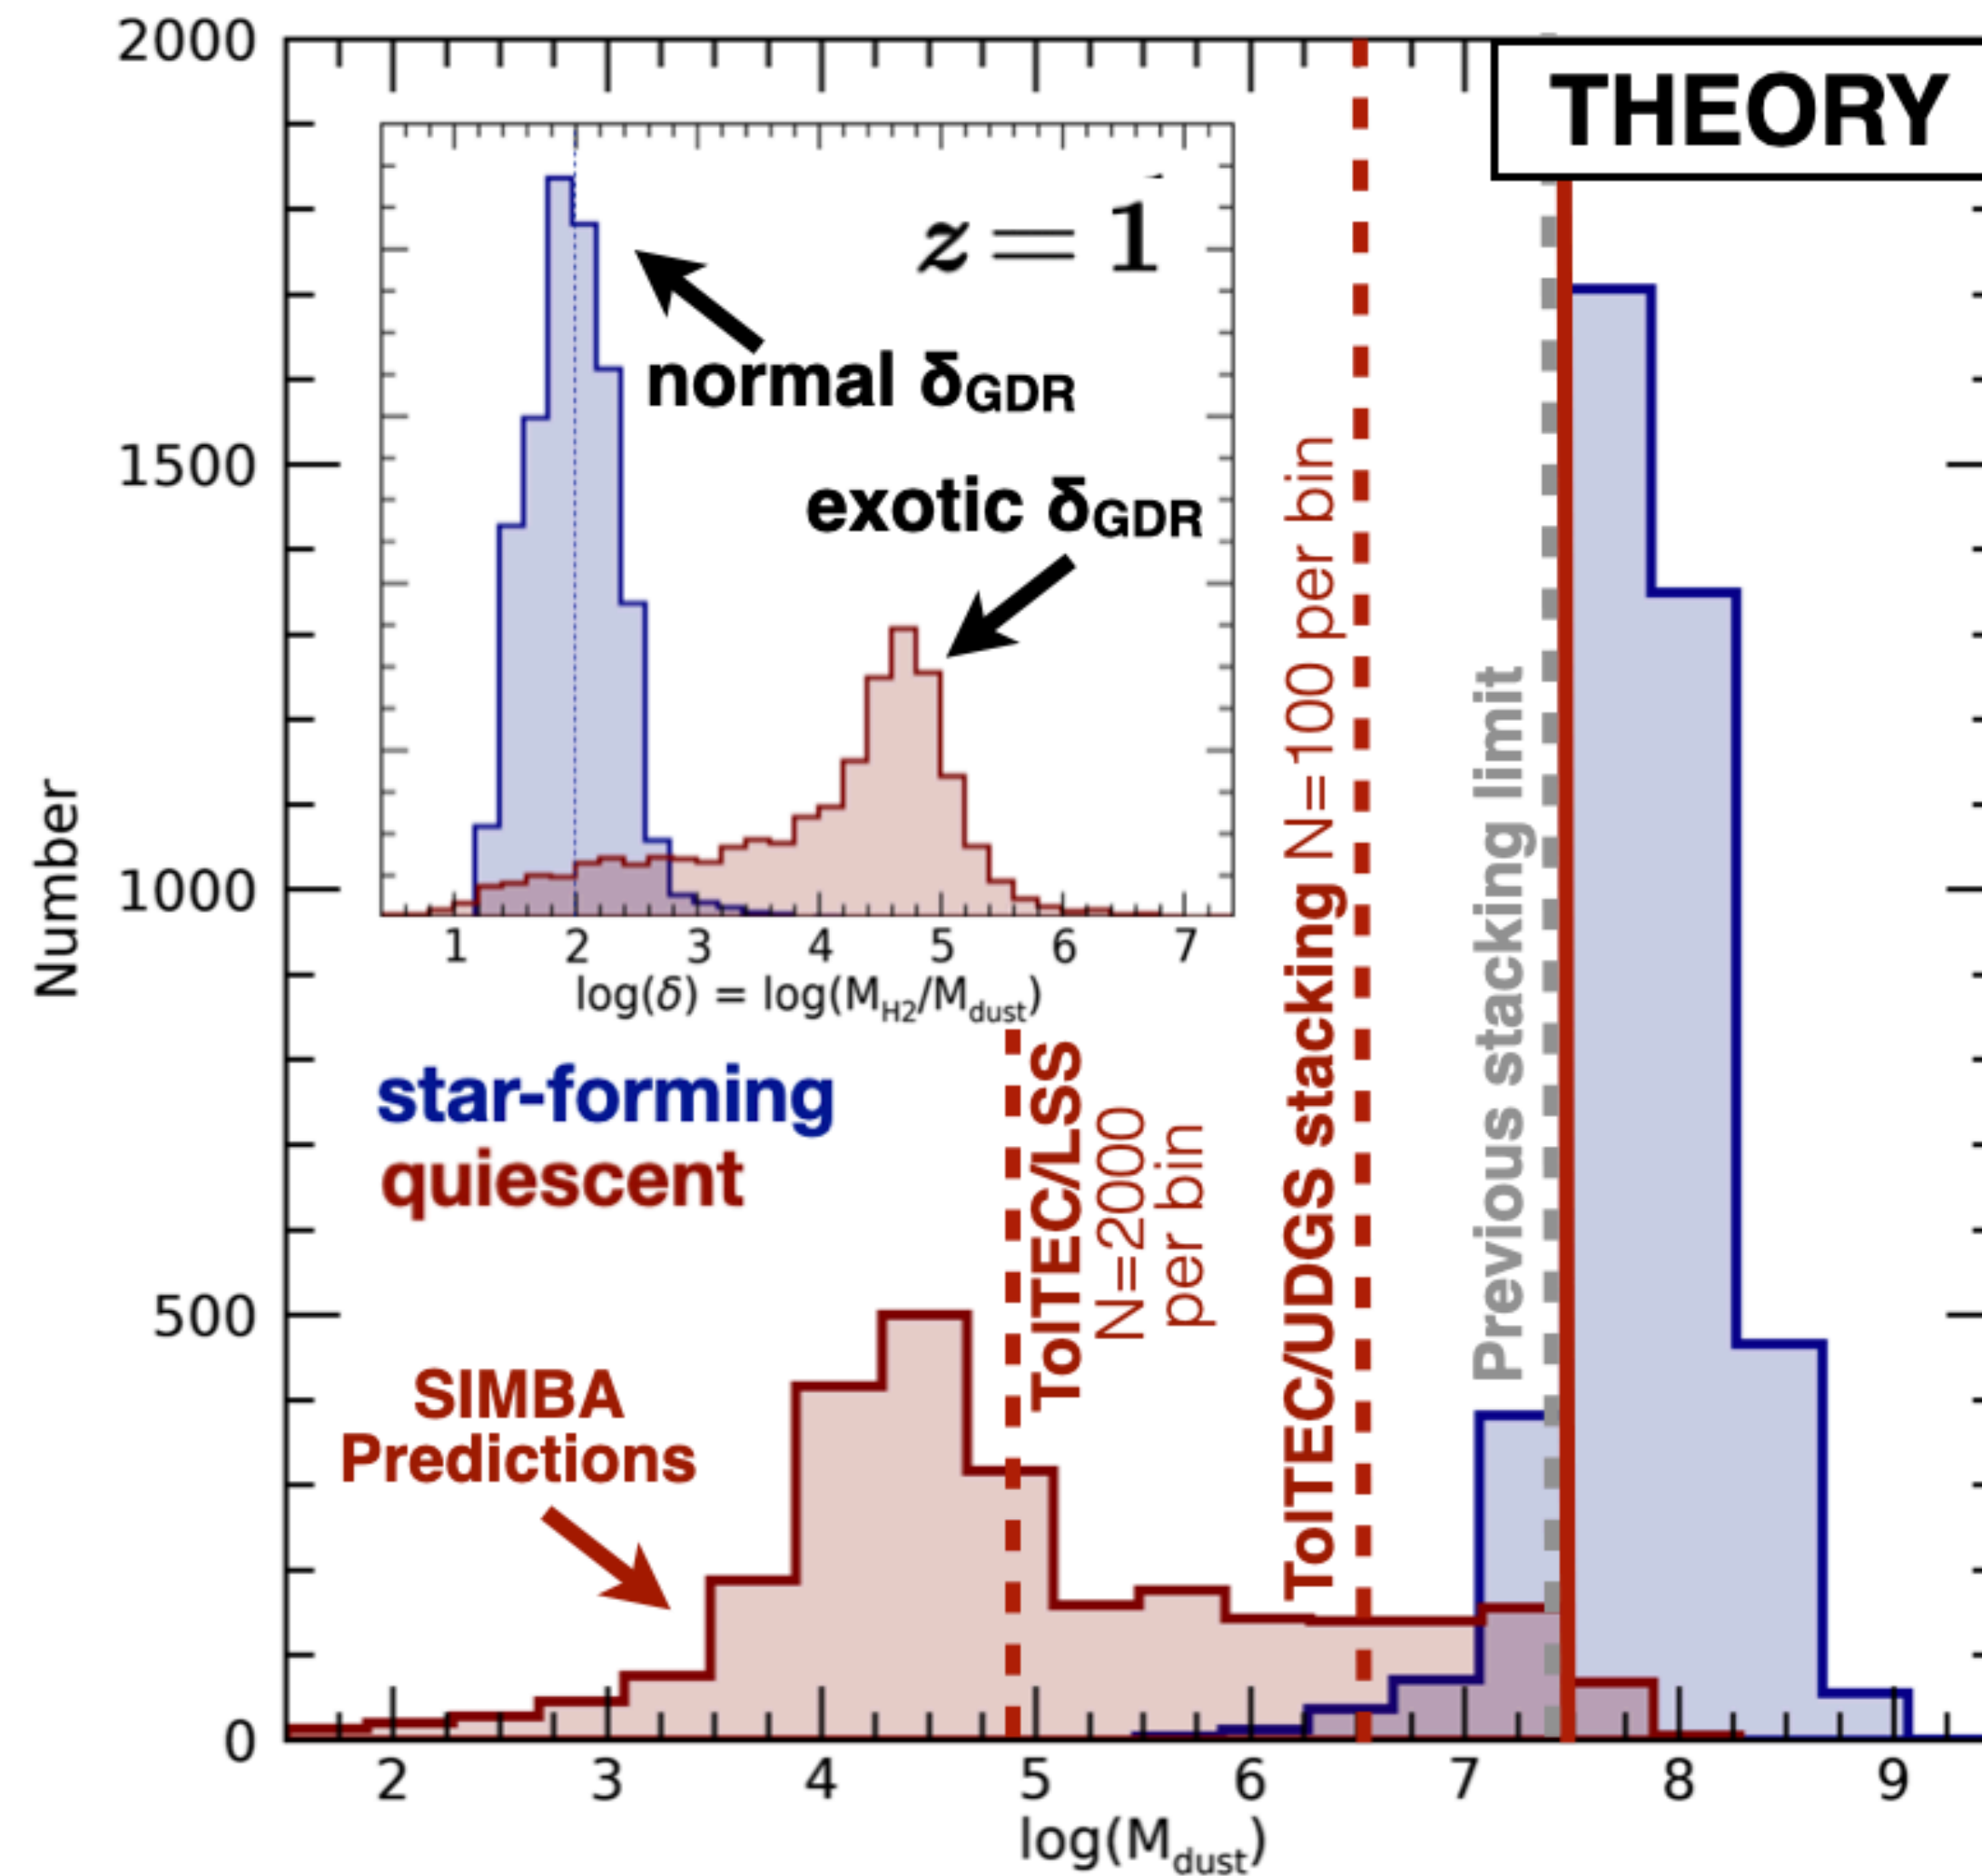 THEORY
2000
1500
1000
500
0
Number
z = 1
normal δGDR
exotic δGDR
1 2 3 4 5 6 7
log(δ) = log(MH2/Mdust)
star-forming
quiescent
SIMBA
Predictions
TolTEC/LSS
N=2000
per bin
TolTEC/UDGS stacking N=100 per bin
Previous stacking limit
2 3 4 5 6 7 8 9
log(Mdust)